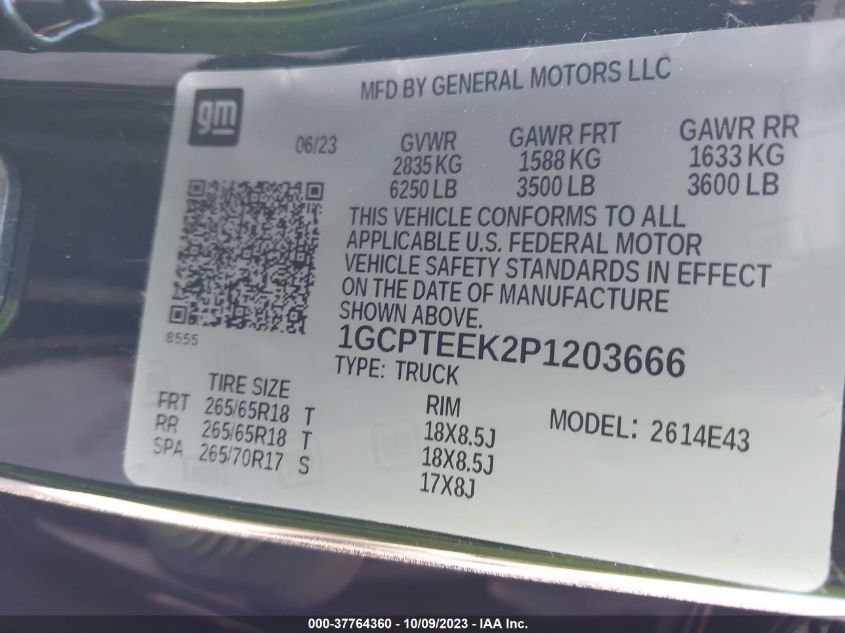 MFD BY GENERAL MOTORS LLC
gm
06/23
GVWR GAWR FRT GAWR RR
2835 KG 1588 KG 1633 KG
6250 LB 3500 LB 3600 LB
THIS VEHICLE CONFORMS TO ALL
APPLICABLE U.S. FEDERAL MOTOR
VEHICLE SAFETY STANDARDS IN EFFECT
ON THE DATE OF MANUFACTURE
SHOWN ABOVE.
8555
1GCPTEEK2P1203666
TYPE: TRUCK
TIRE SIZE RIM
FRT 265/65R18 T 18X8.5J
RR 265/65R18 T 18X8.5J
SPA 265/70R17 S 17X8J
MODEL: 2614E43
000-37764360 | 10/09/2023 - IAA Inc.